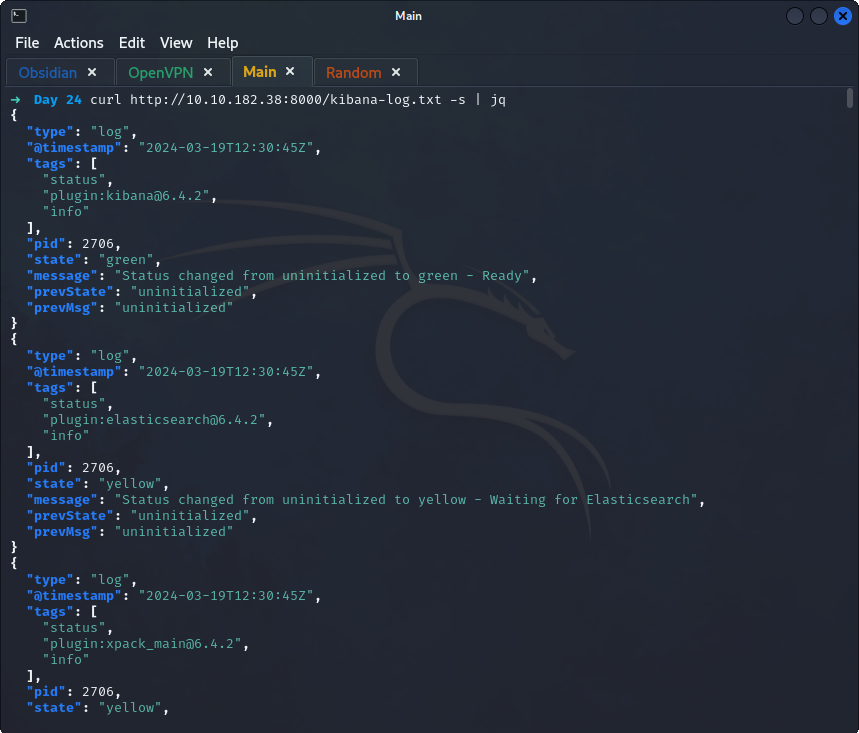 Main
File Actions Edit View Help
Obsidian × OpenVPN × Main × Random ×
→ Day 24 curl http://10.10.182.38:8000/kibana-log.txt -s | jq
{
  "type": "log",
  "@timestamp": "2024-03-19T12:30:45Z",
  "tags": [
    "status",
    "plugin:kibana@6.4.2",
    "info"
  ],
  "pid": 2706,
  "state": "green",
  "message": "Status changed from uninitialized to green - Ready",
  "prevState": "uninitialized",
  "prevMsg": "uninitialized"
}
{
  "type": "log",
  "@timestamp": "2024-03-19T12:30:45Z",
  "tags": [
    "status",
    "plugin:elasticsearch@6.4.2",
    "info"
  ],
  "pid": 2706,
  "state": "yellow",
  "message": "Status changed from uninitialized to yellow - Waiting for Elasticsearch",
  "prevState": "uninitialized",
  "prevMsg": "uninitialized"
}
{
  "type": "log",
  "@timestamp": "2024-03-19T12:30:45Z",
  "tags": [
    "status",
    "plugin:xpack_main@6.4.2",
    "info"
  ],
  "pid": 2706,
  "state": "yellow",